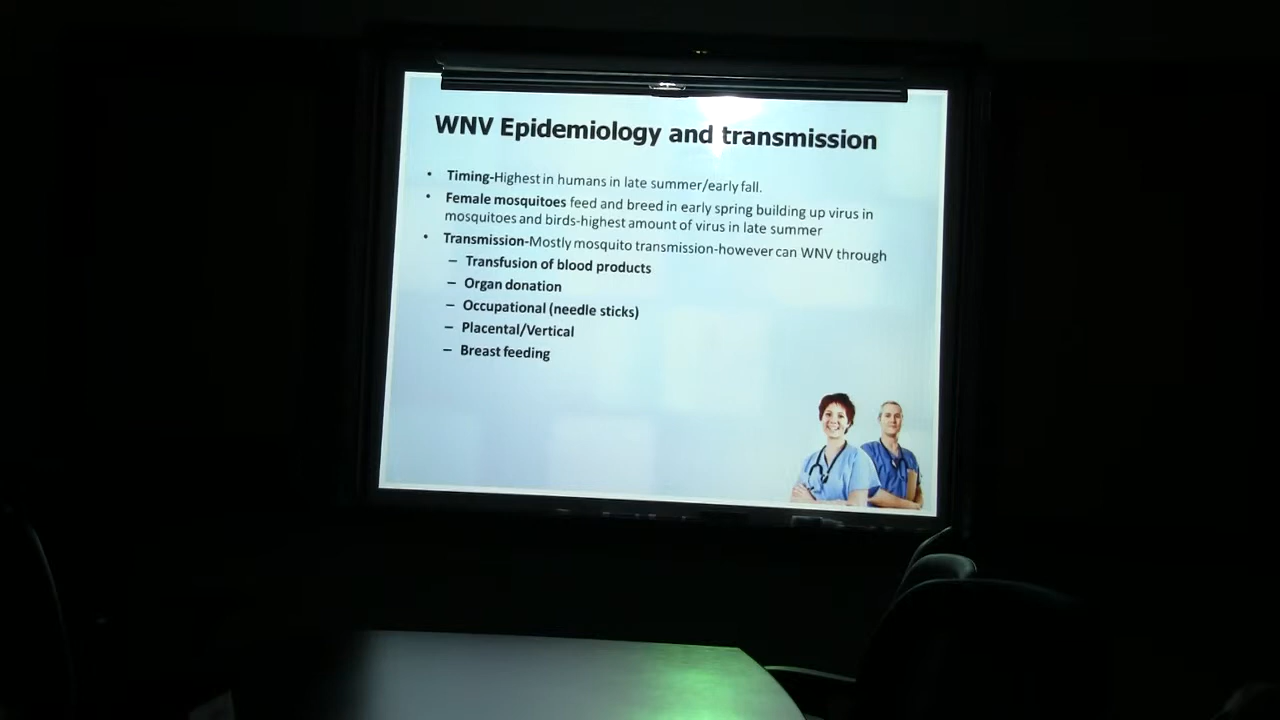 WNV Epidemiology and transmission
• Timing-Highest in humans in late summer/early fall.
• Female mosquitoes feed and breed in early spring building up virus in
mosquitoes and birds-highest amount of virus in late summer
• Transmission-Mostly mosquito transmission-however can WNV through
– Transfusion of blood products
– Organ donation
– Occupational (needle sticks)
– Placental/Vertical
– Breast feeding